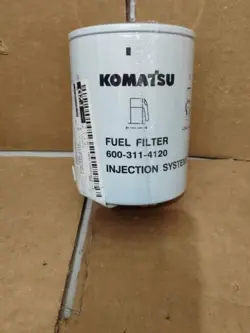 KOMATSU
FUEL FILTER
600-311-4120
INJECTION SYSTEM